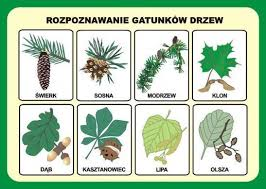 ROZPOZNAWANIE GATUNKÓW DRZEW
ŚWIERK SOSNA MODRZEW KLON
DĄB KASZTANOWIEC LIPA OLSZA